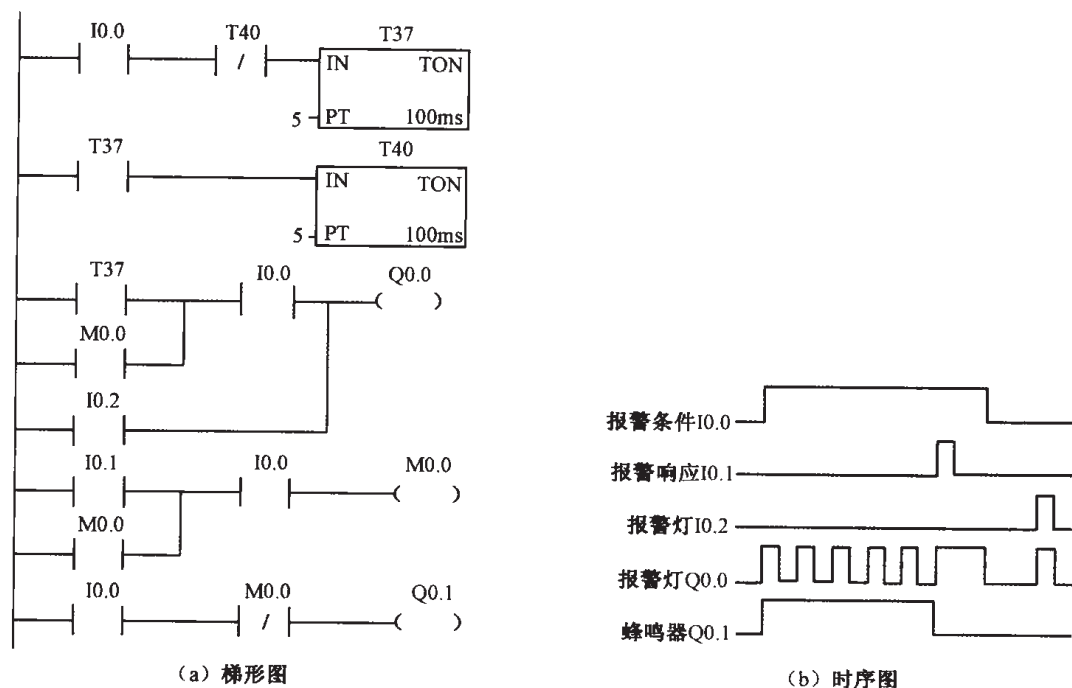 I0.0 T40 T37
/ IN TON
5 PT 100ms
T37 T40
IN TON
5 PT 100ms
T37 I0.0 Q0.0
( )
M0.0
I0.2
I0.1 I0.0 M0.0
( )
M0.0
I0.0 M0.0 Q0.1
/ ( )
(a)梯形图
报警条件I0.0
报警响应I0.1
报警灯I0.2
报警灯Q0.0
蜂鸣器Q0.1
(b)时序图